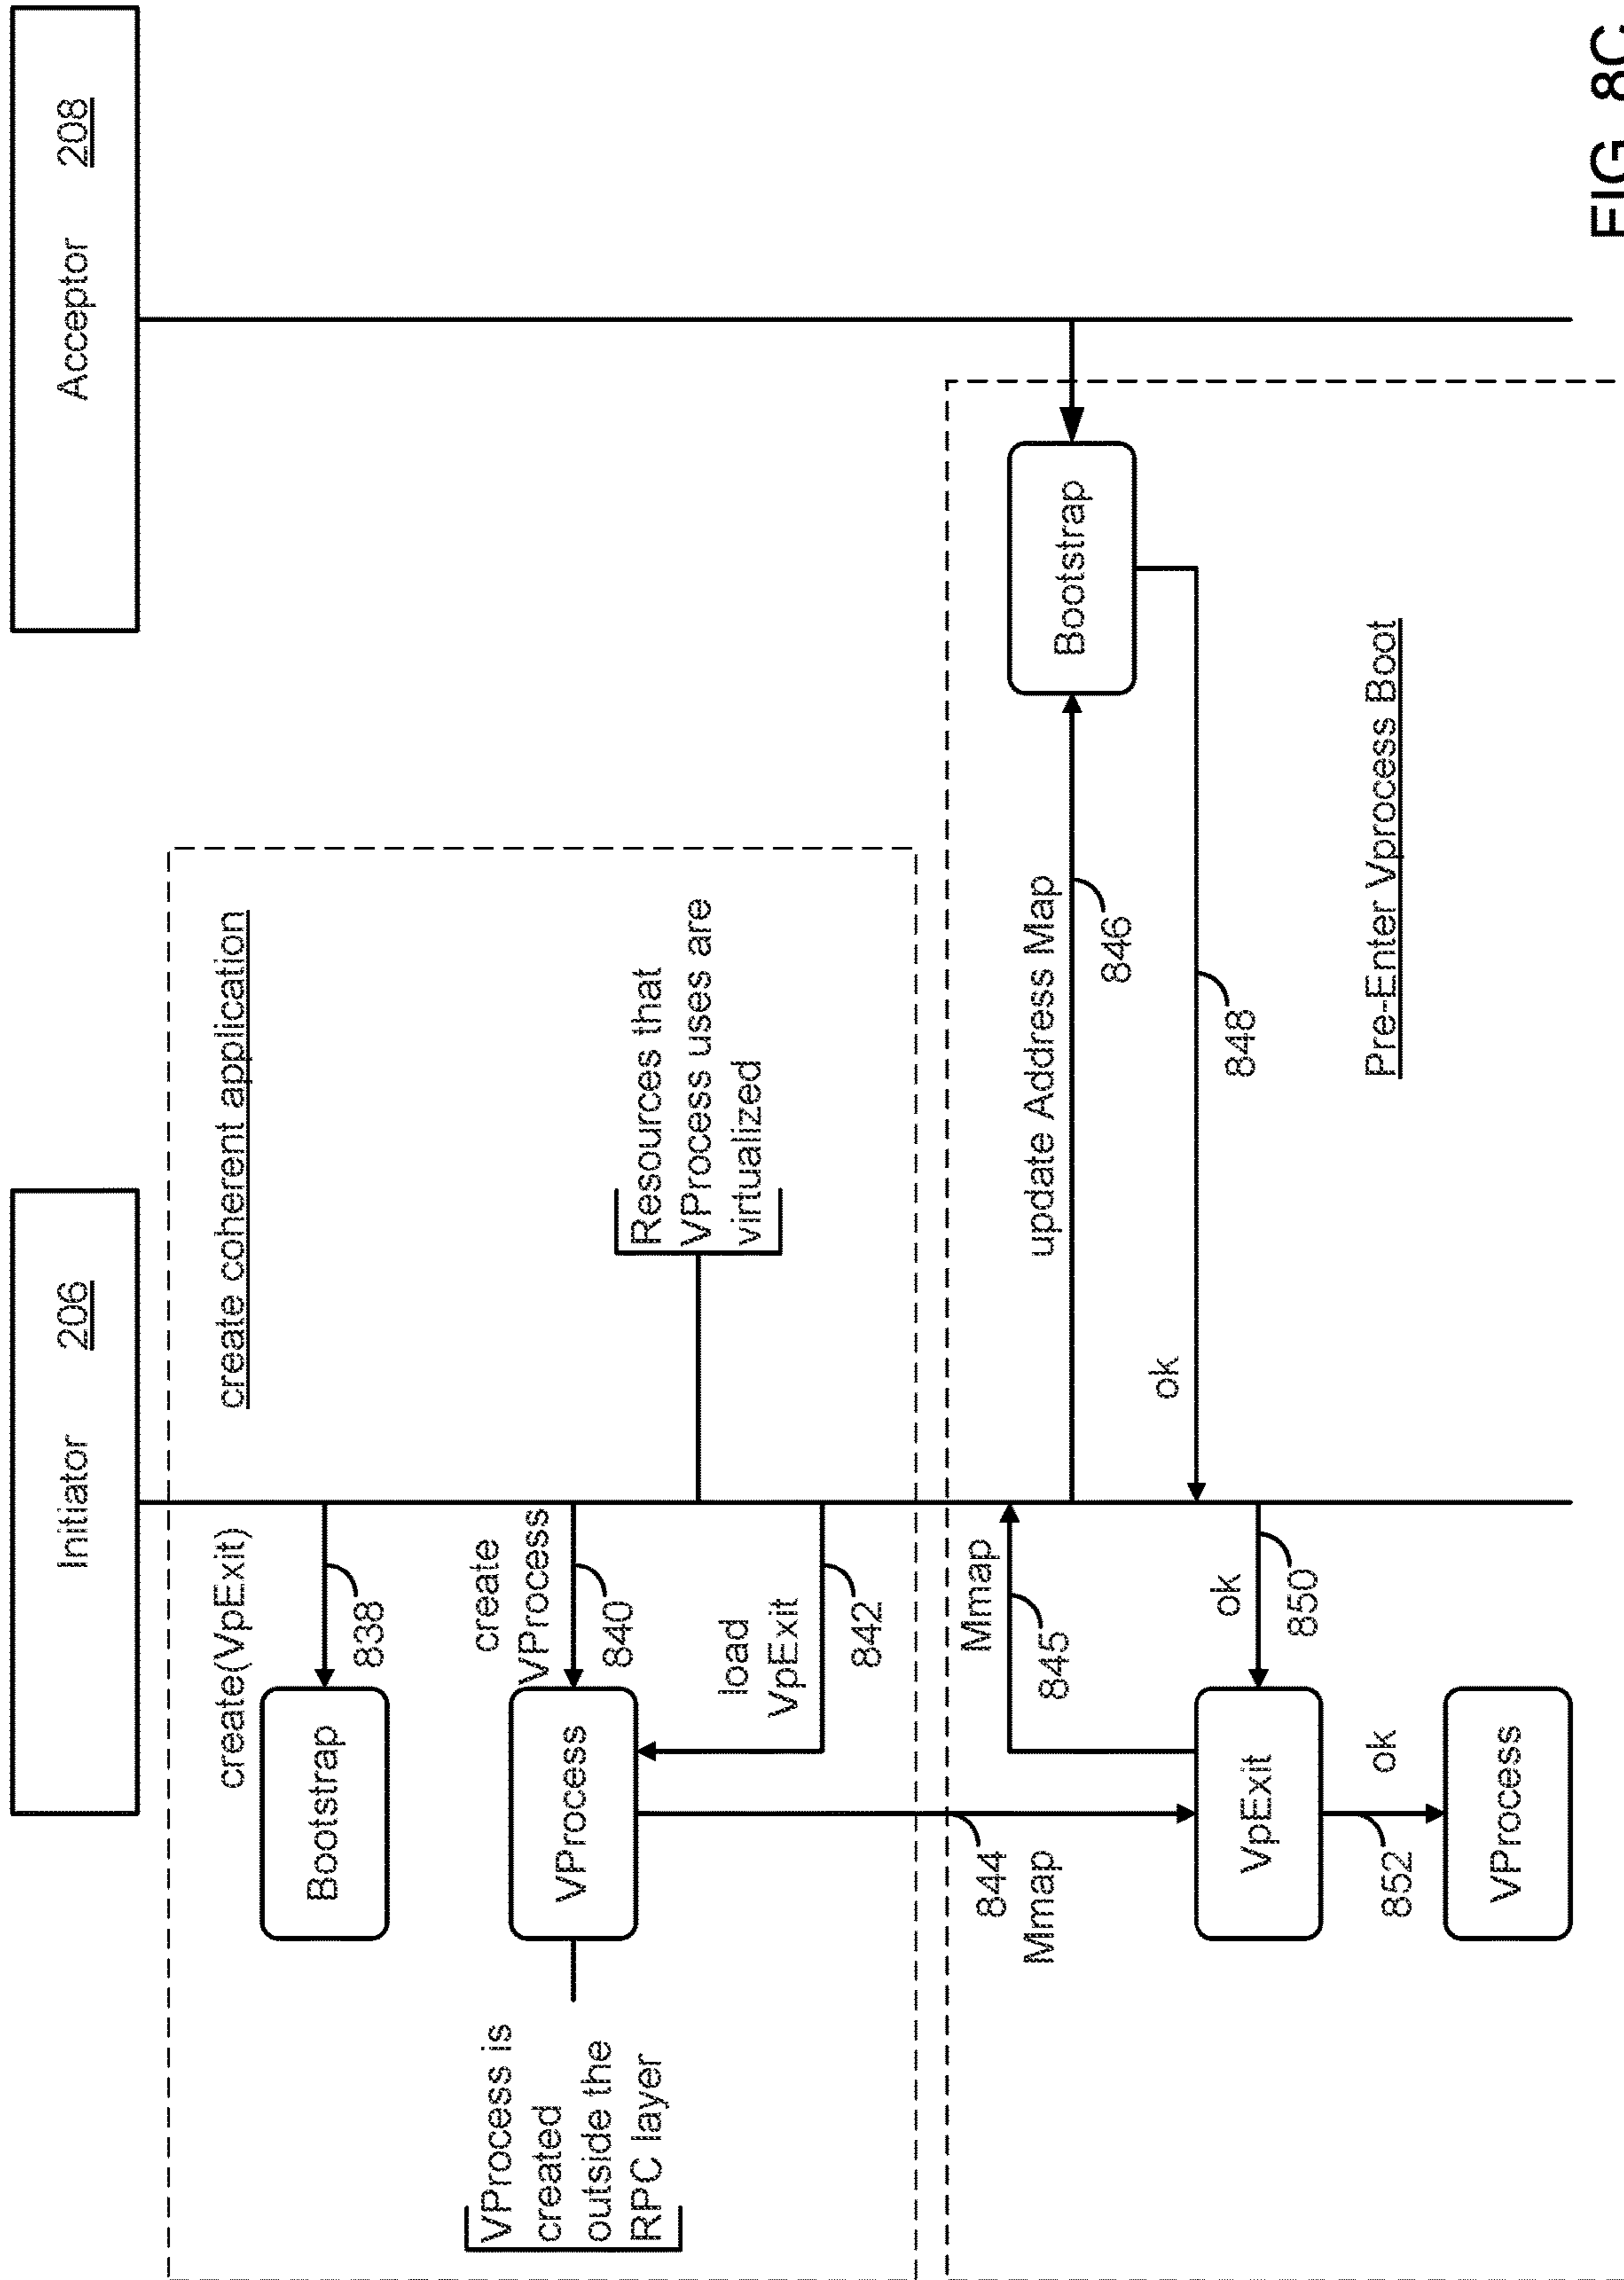 Initiator 206
Acceptor 208
create coherent application
create(VpExit)
838
Bootstrap
create
VProcess
840
VProcess
VProcess is
created
outside the
RPC layer
Resources that
VProcess uses are
virtualized
load
VpExit
842
844
Mmap
Mmap
845
update Address Map
846
Bootstrap
ok
848
ok
850
VpExit
852
ok
VProcess
Pre-Enter Vprocess Boot
FIG. 8C